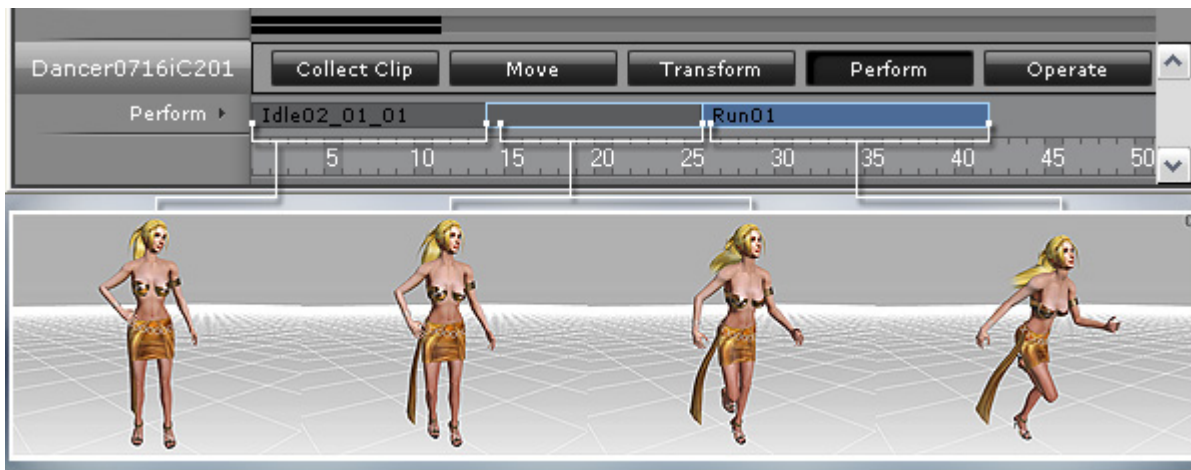 Dancer0716iC201 Collect Clip Move Transform Perform Operate
Perform Idle02_01_01 Run01
5 10 15 20 25 30 35 40 45 50